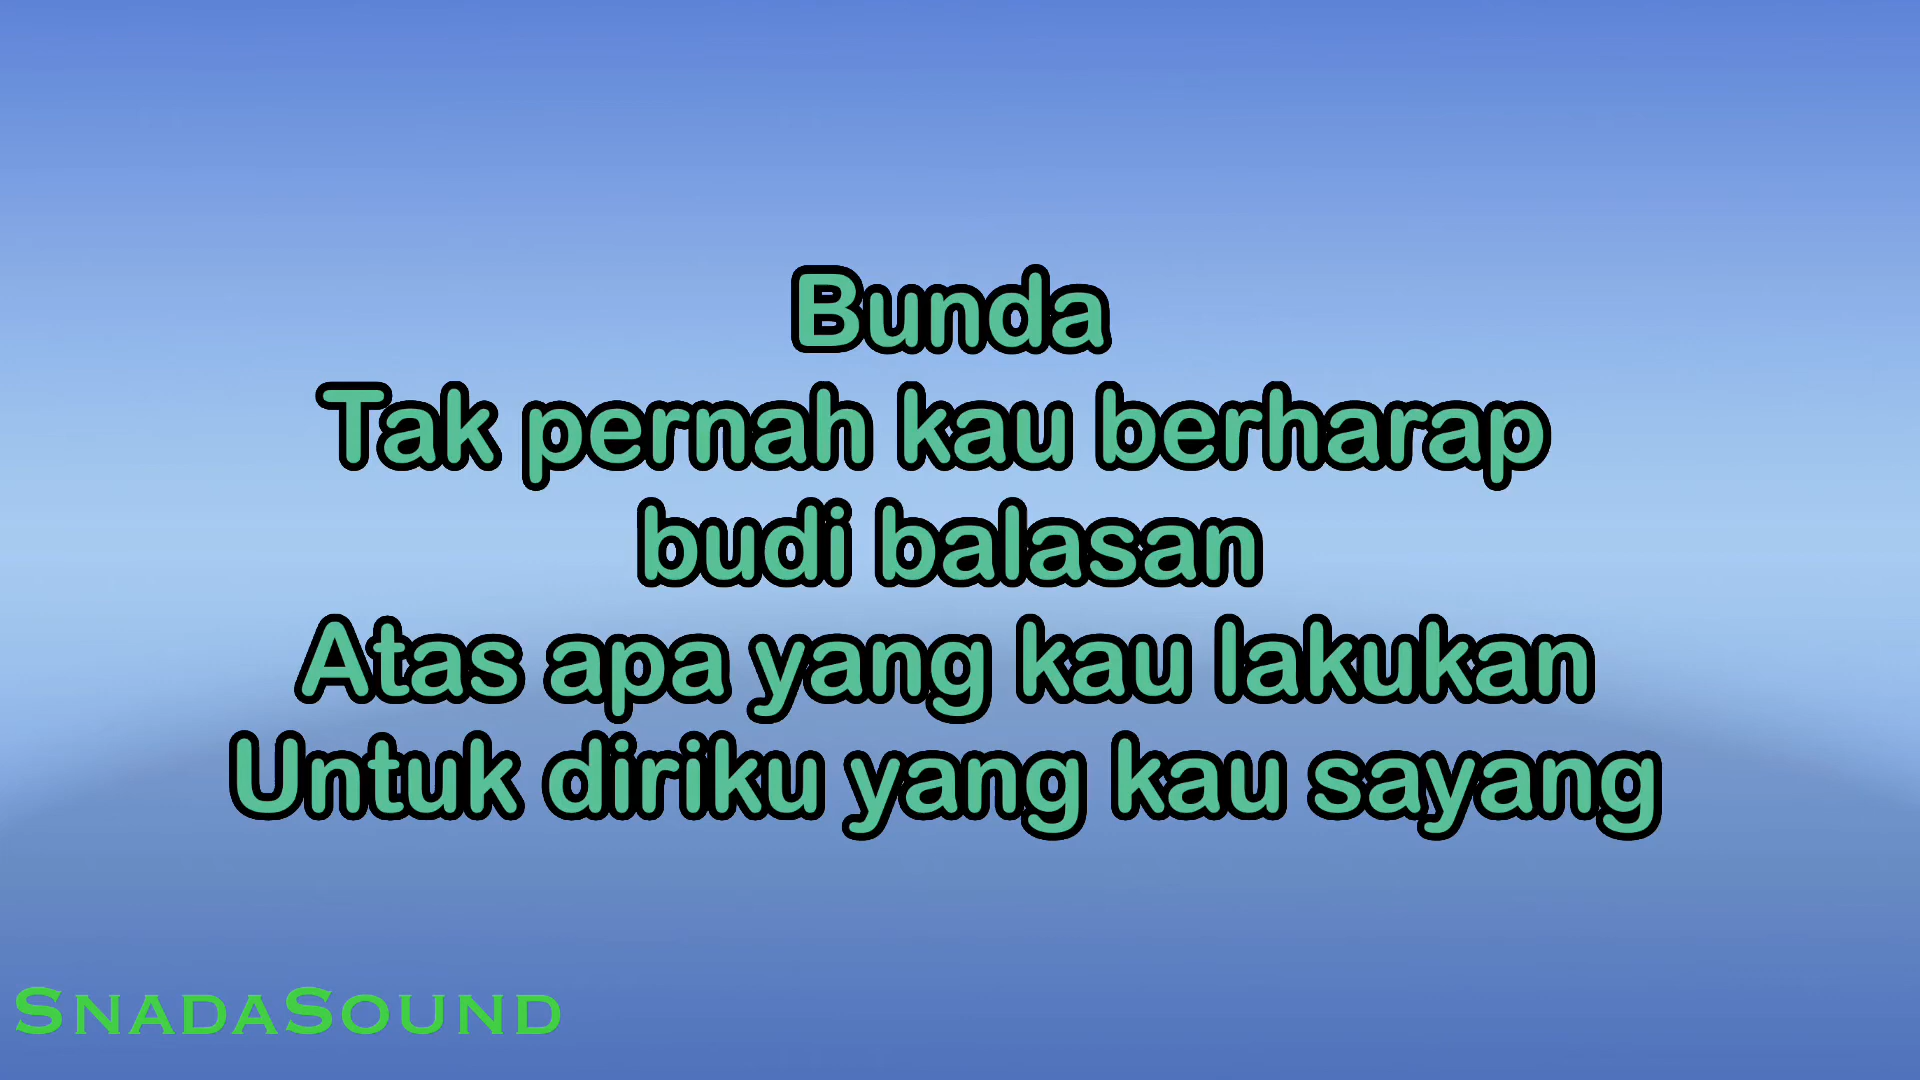 Bunda
Tak pernah kau berharap
budi balasan
Atas apa yang kau lakukan
Untuk diriku yang kau sayang
SNADASOUND